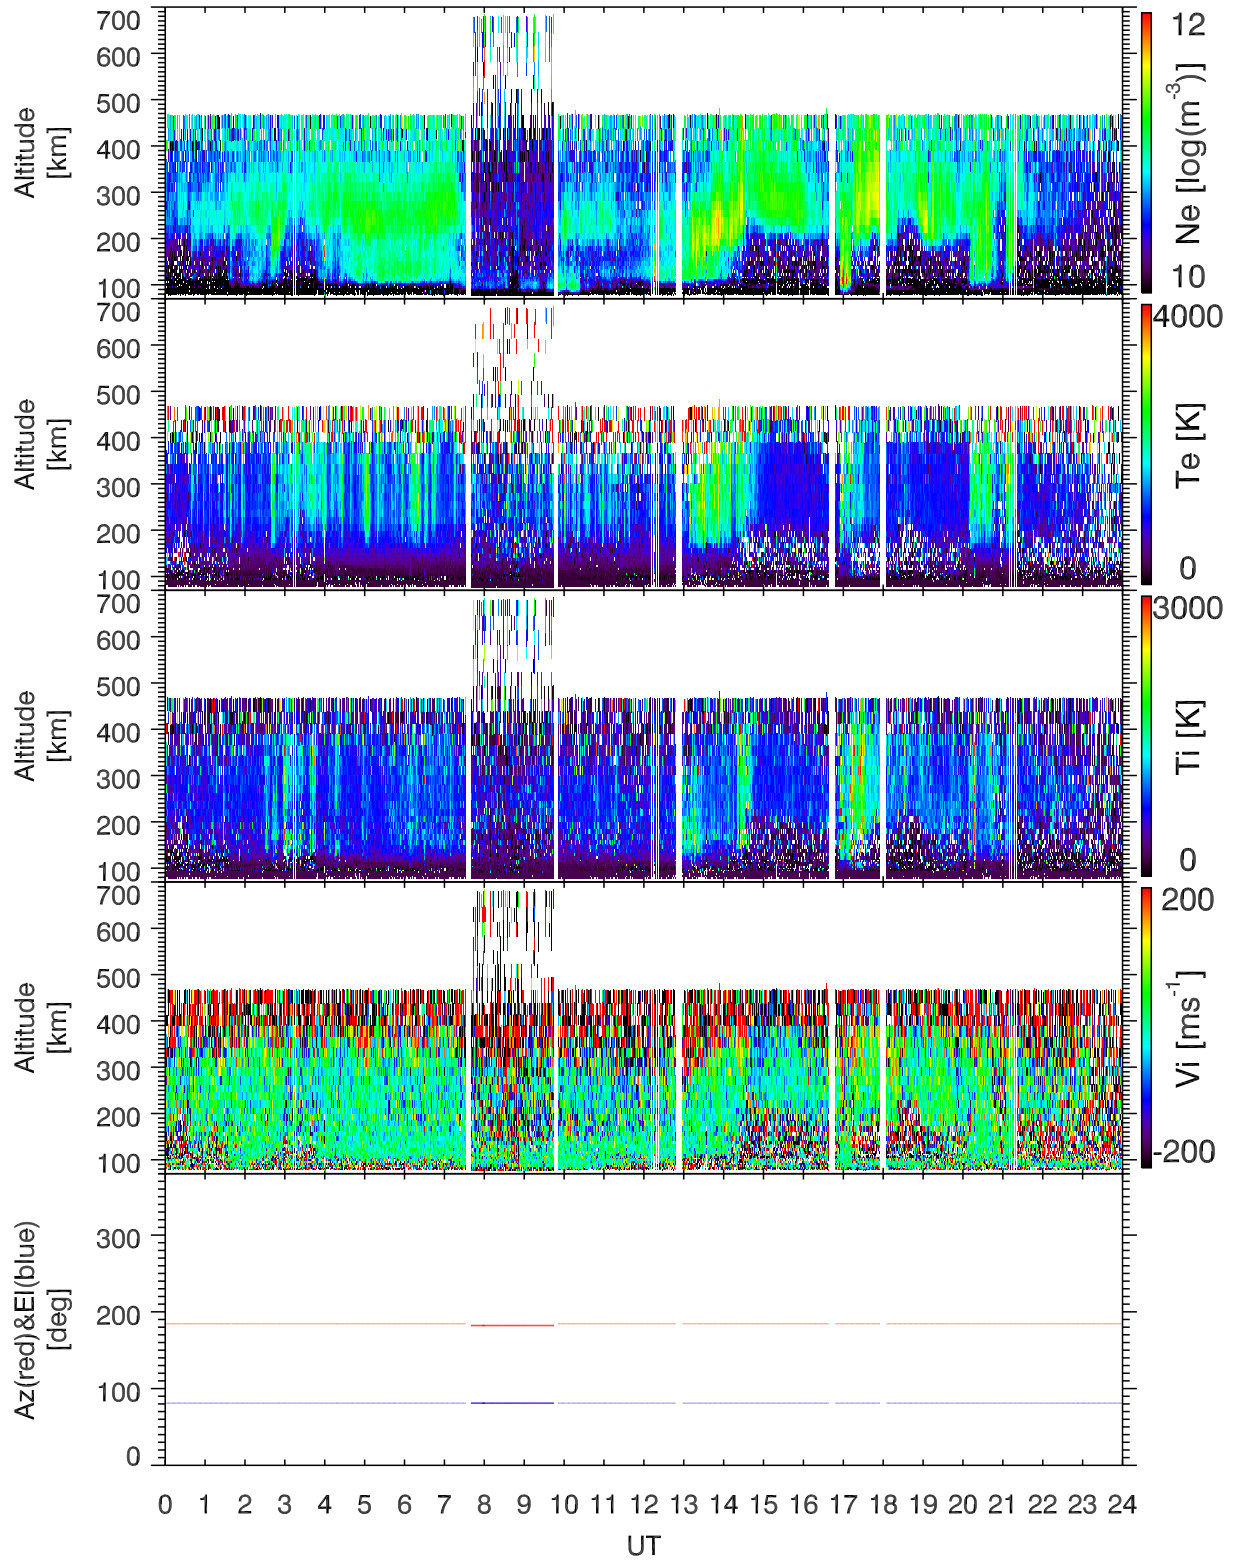 700
600
500
400
300
200
100
Altitude
[km]
12
Ne [log(m⁻³)]
10
700
600
500
400
300
200
100
Altitude
[km]
4000
Te [K]
0
700
600
500
400
300
200
100
Altitude
[km]
3000
Ti [K]
0
700
600
500
400
300
200
100
Altitude
[km]
200
Vi [ms⁻¹]
-200
300
200
100
0
Az(red)&El(blue)
[deg]
0 1 2 3 4 5 6 7 8 9 10 11 12 13 14 15 16 17 18 19 20 21 22 23 24
UT